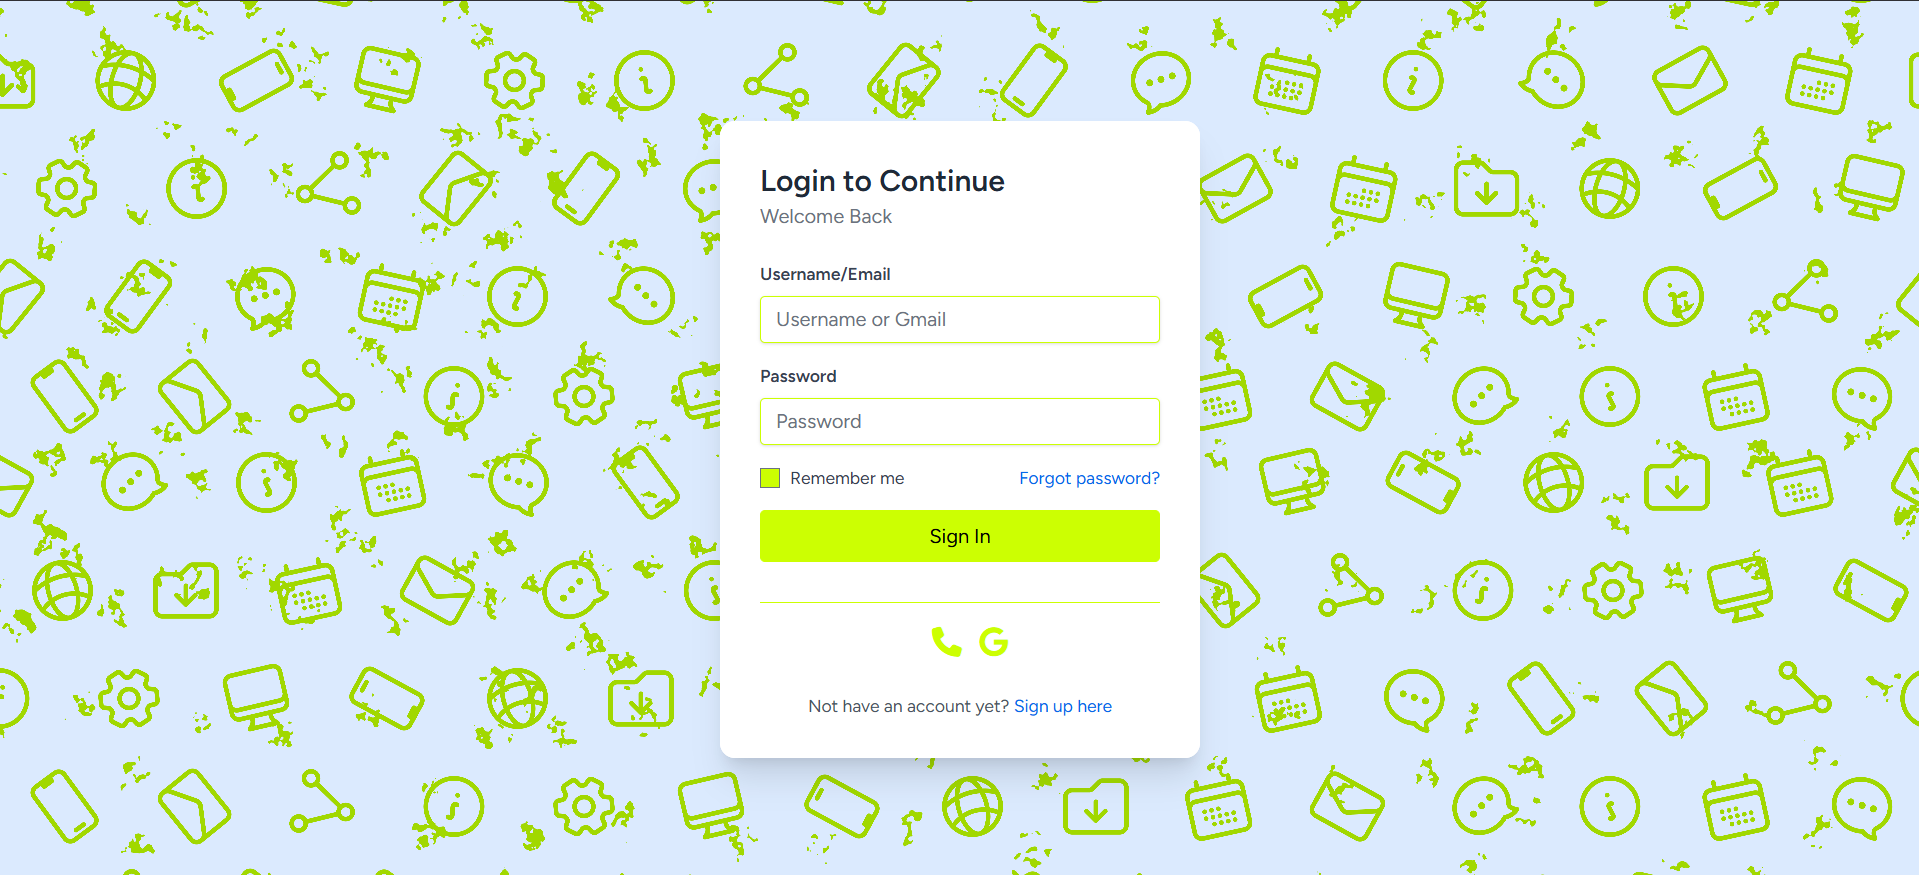 Login to Continue
Welcome Back
Username/Email
Username or Gmail
Password
Password
Remember me
Forgot password?
Sign In
G
Not have an account yet? Sign up here